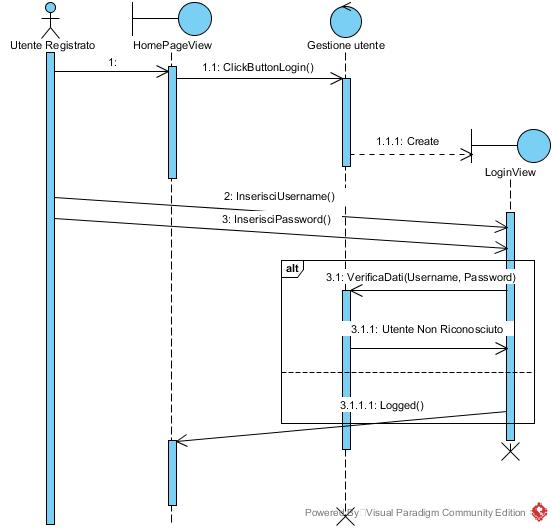 Utente Registrato
HomePageView
Gestione utente
1:
1.1: ClickButtonLogin()
1.1.1: Create
LoginView
2: InserisciUsername()
3: InserisciPassword()
alt
3.1: VerificaDati(Username, Password)
3.1.1: Utente Non Riconosciuto
3.1.1.1: Logged()
Powered By Visual Paradigm Community Edition